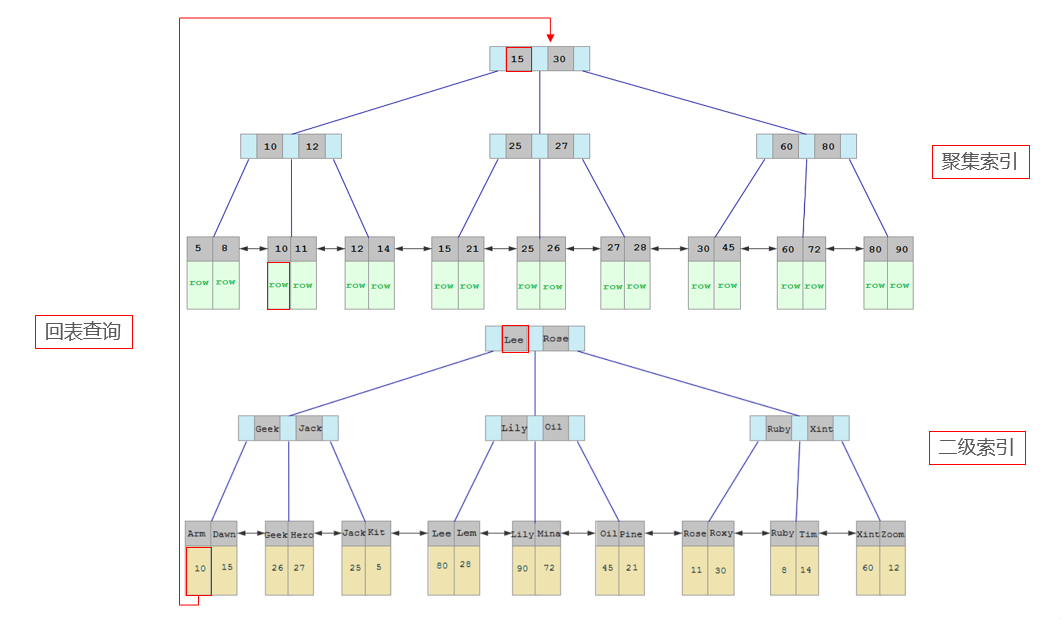 15 30
10 12 25 27 60 80
聚集索引
5 8 10 11 12 14 15 21 25 26 27 28 30 45 60 72 80 90
row row row row row row row row row row row row row row row row row row
回表查询
Lee Rose
Geek Jack Lily Oil Ruby Xint
二级索引
Arm Dawn Geek Hero Jack Kit Lee Lem Lily Mina Oil Pine Rose Roxy Ruby Tim Xint Zoom
10 15 26 27 25 5 80 28 90 72 45 21 11 30 8 14 60 12